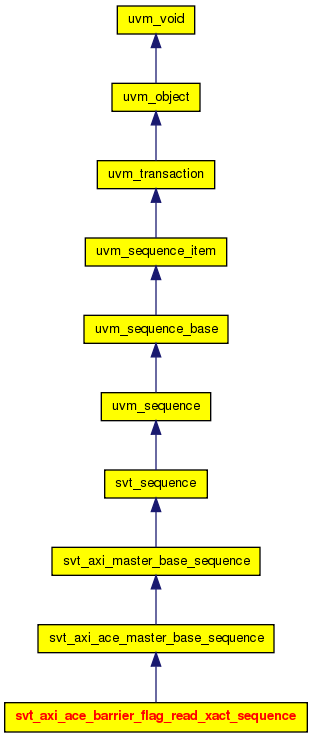 uvm_void
uvm_object
uvm_transaction
uvm_sequence_item
uvm_sequence_base
uvm_sequence
svt_sequence
svt_axi_master_base_sequence
svt_axi_ace_master_base_sequence
svt_axi_ace_barrier_flag_read_xact_sequence